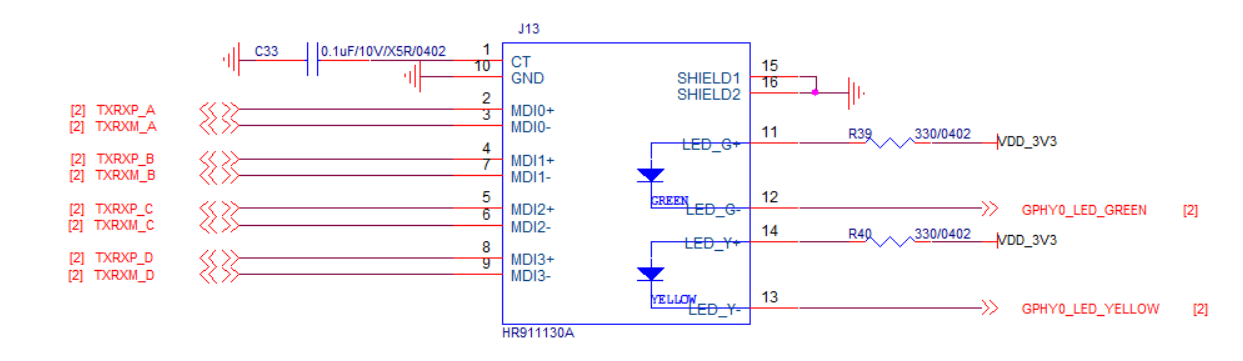 J13
C33 0.1uF/10V/X5R/0402 1 CT
10 GND
15 SHIELD1
16 SHIELD2
[2] TXRXP_A 2 MDI0+
[2] TXRXM_A 3 MDI0-
11 LED_G+ R39 330/0402 VDD_3V3
[2] TXRXP_B 4 MDI1+
[2] TXRXM_B 7 MDI1-
GREEN
[2] TXRXP_C 5 MDI2+ LED_G- 12 GPHY0_LED_GREEN [2]
[2] TXRXM_C 6 MDI2-
LED_Y+ 14 R40 330/0402 VDD_3V3
[2] TXRXP_D 8 MDI3+
[2] TXRXM_D 9 MDI3-
YELLOW
LED_Y- 13 GPHY0_LED_YELLOW [2]
HR911130A